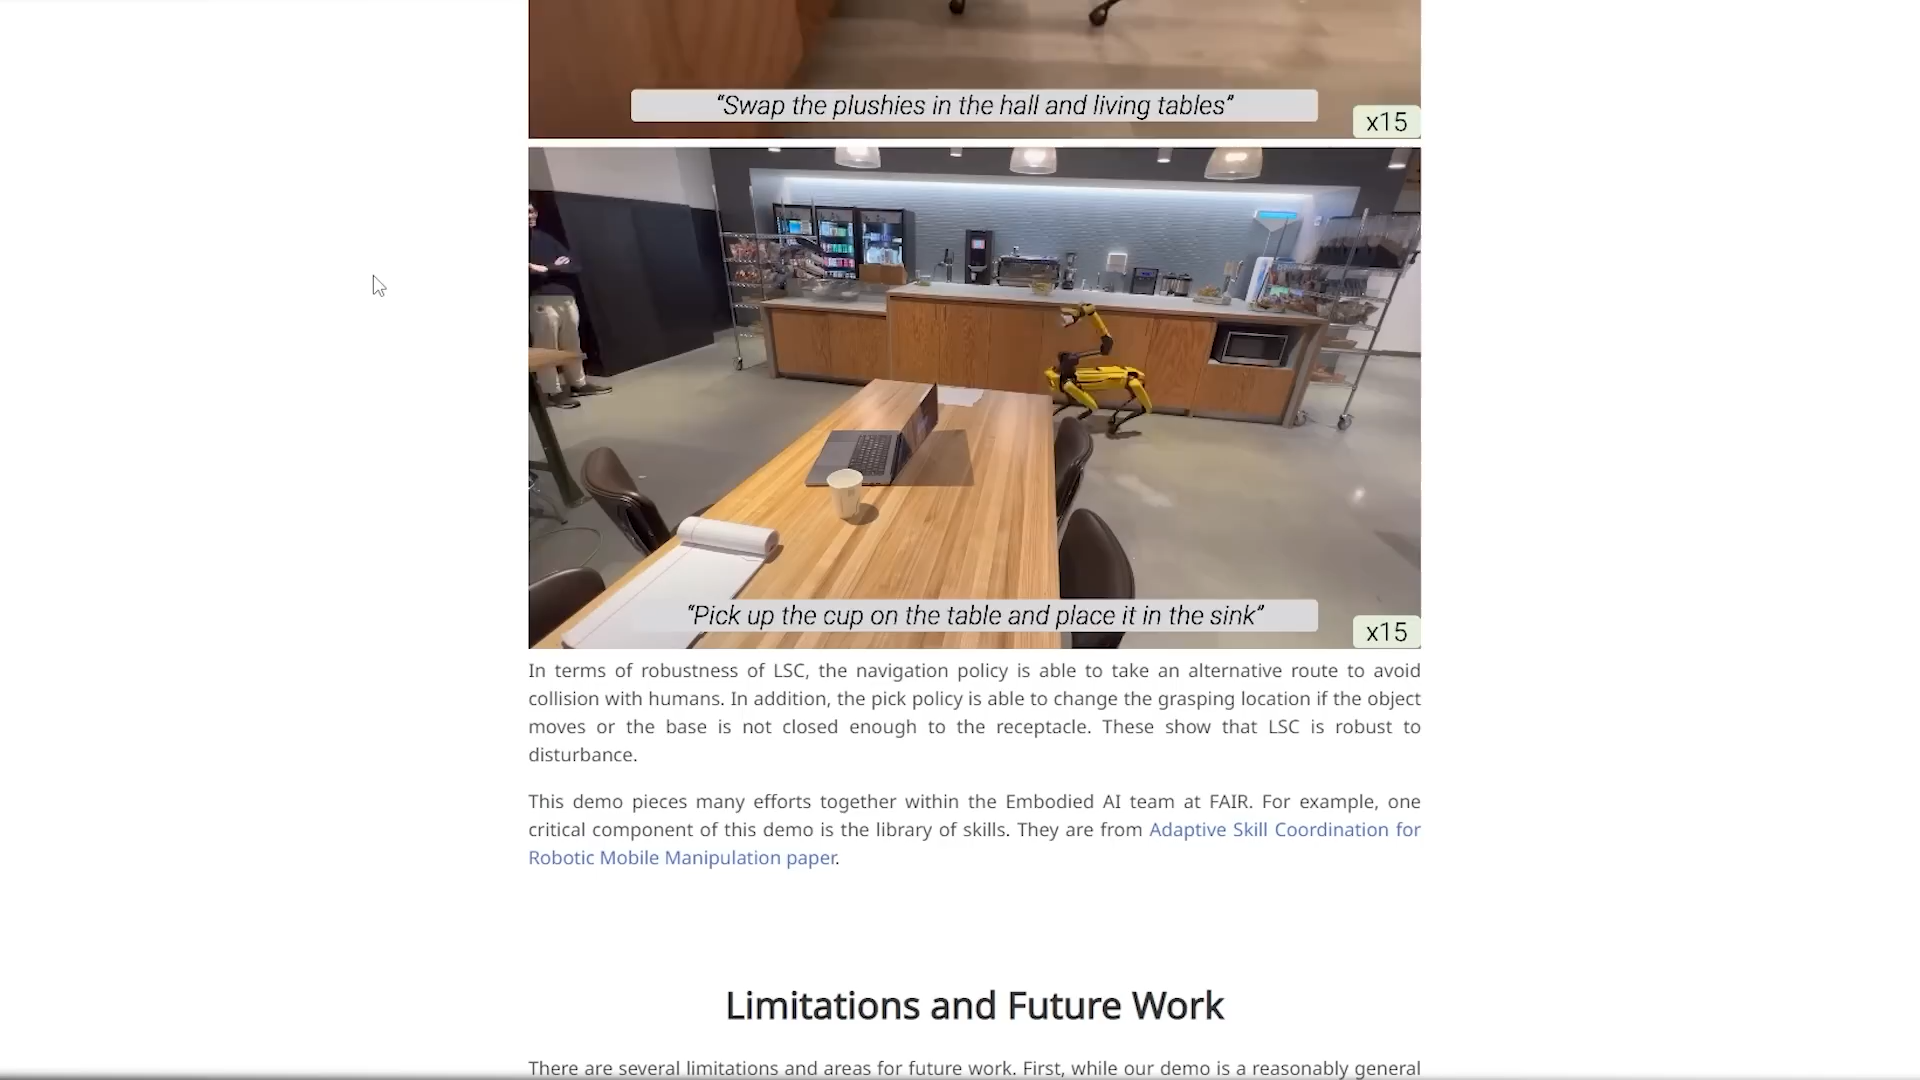 “Swap the plushies in the hall and living tables”
x15
“Pick up the cup on the table and place it in the sink”
x15
In terms of robustness of LSC, the navigation policy is able to take an alternative route to avoid
collision with humans. In addition, the pick policy is able to change the grasping location if the object
moves or the base is not closed enough to the receptacle. These show that LSC is robust to
disturbance.
This demo pieces many efforts together within the Embodied AI team at FAIR. For example, one
critical component of this demo is the library of skills. They are from Adaptive Skill Coordination for
Robotic Mobile Manipulation paper.
Limitations and Future Work
There are several limitations and areas for future work. First, while our demo is a reasonably general